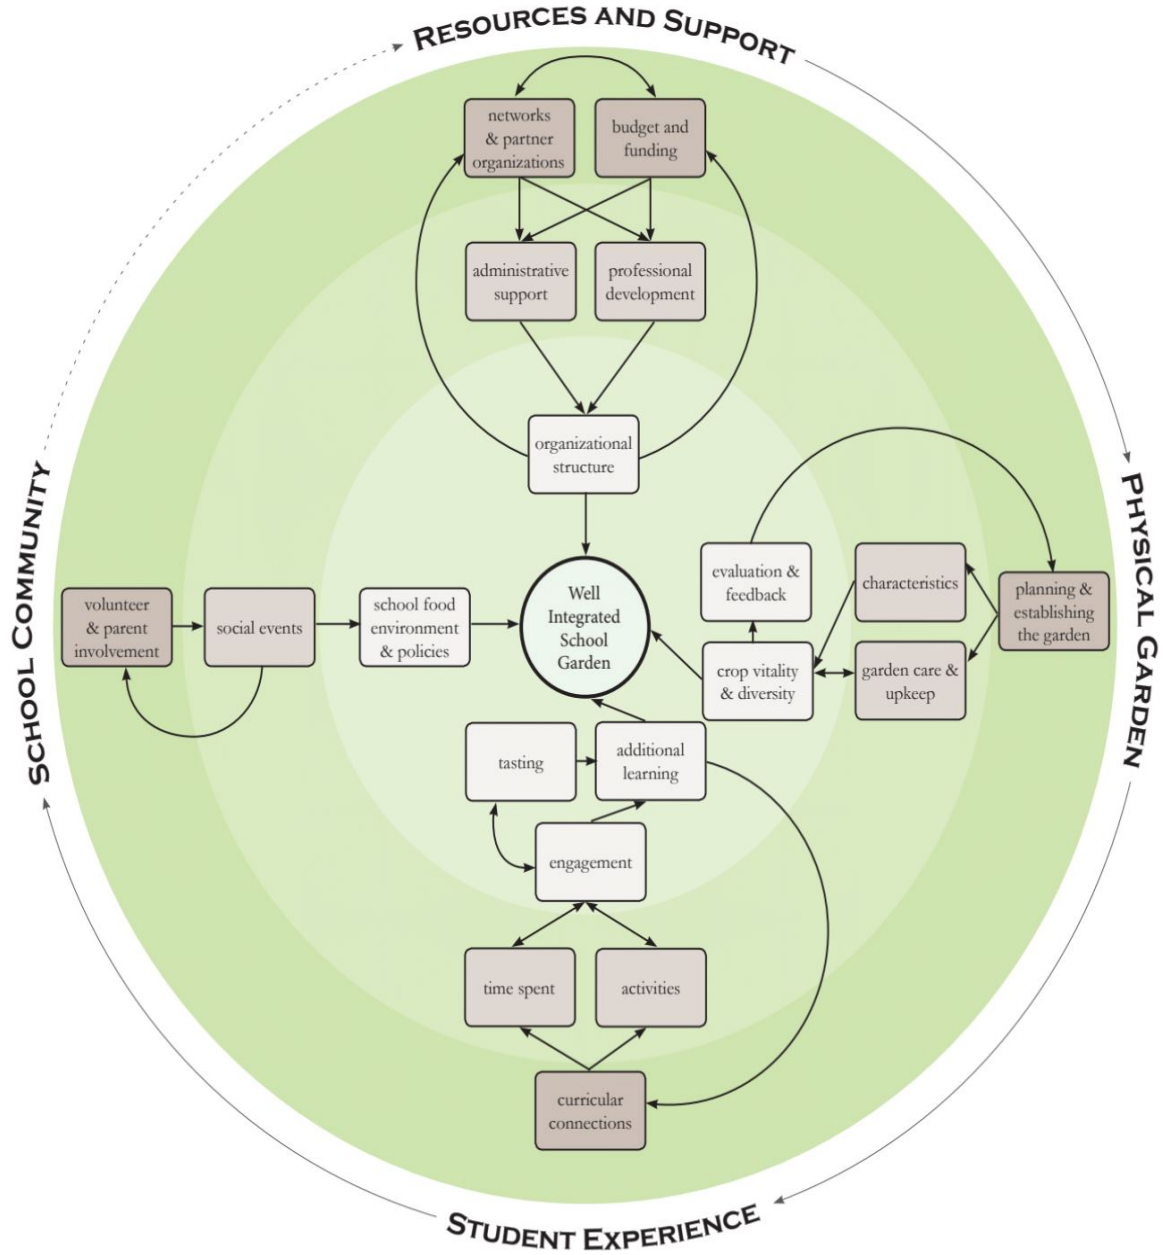 RESOURCES AND SUPPORT
networks
& partner
organizations
budget and
funding
administrative
support
professional
development
organizational
structure
PHYSICAL GARDEN
evaluation &
feedback
characteristics
planning &
establishing
the garden
crop vitality
& diversity
garden care &
upkeep
SCHOOL COMMUNITY
volunteer
& parent
involvement
social events
school food
environment
& policies
Well
Integrated
School
Garden
tasting
additional
learning
engagement
time spent
activities
curricular
connections
STUDENT EXPERIENCE